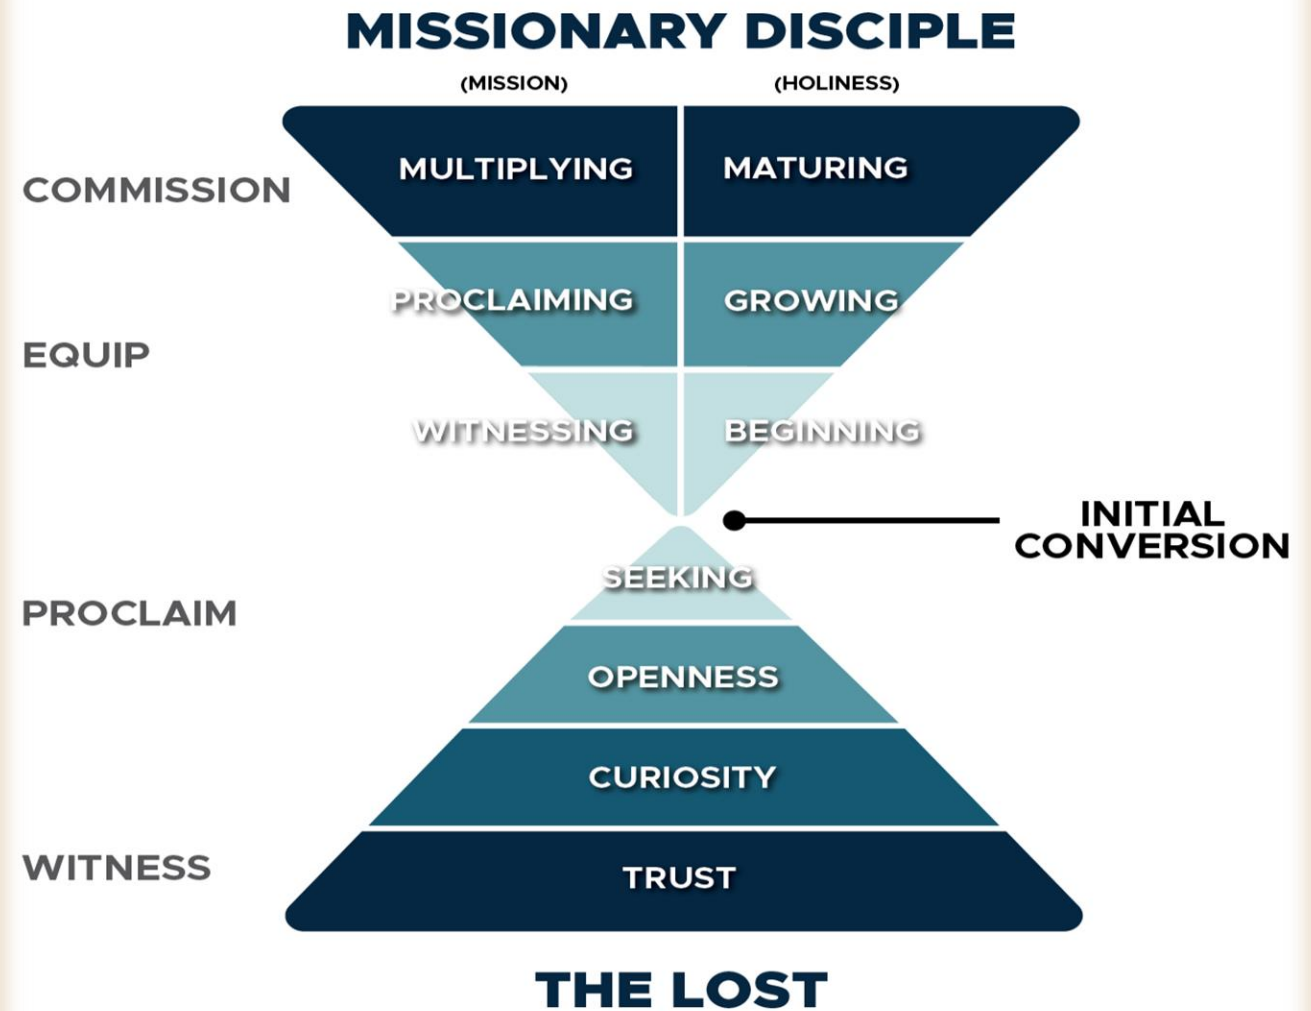 MISSIONARY DISCIPLE
(MISSION) (HOLINESS)
MULTIPLYING MATURING
COMMISSION
PROCLAIMING GROWING
EQUIP
WITNESSING BEGINNING
INITIAL
CONVERSION
SEEKING
PROCLAIM
OPENNESS
CURIOSITY
WITNESS
TRUST
THE LOST